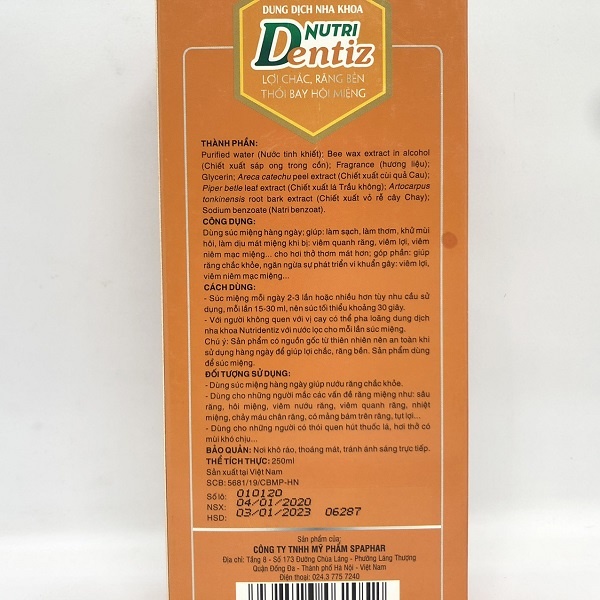 DUNG DỊCH NHA KHOA
NUTRI
Dentiz
LỢI CHẮC, RĂNG BỀN
THỔI BAY HÔI MIỆNG
THÀNH PHẦN:
Purified water (Nước tinh khiết); Bee wax extract in alcohol
(Chiết xuất sáp ong trong cồn); Fragrance (hương liệu);
Glycerin; Areca catechu peel extract (Chiết xuất cùi quả Cau);
Piper betle leaf extract (Chiết xuất lá Trầu không); Artocarpus
tonkinensis root bark extract (Chiết xuất vỏ rễ cây Chay);
Sodium benzoate (Natri benzoat).
CÔNG DỤNG:
Dùng súc miệng hàng ngày; giúp: làm sạch, làm thơm, khử mùi
hôi, làm dịu mát miệng khi bị: viêm quanh răng, viêm lợi, viêm
niêm mạc miệng... cho hơi thở thơm mát hơn; góp phần: giúp
răng chắc khỏe, ngăn ngừa sự phát triển vi khuẩn gây: viêm lợi,
viêm niêm mạc miệng...
CÁCH DÙNG:
- Súc miệng mỗi ngày 2-3 lần hoặc nhiều hơn tùy nhu cầu sử
dụng, mỗi lần 15-30 ml, nên súc tối thiểu khoảng 30 giây.
- Với người không quen với vị cay có thể pha loãng dung dịch
nha khoa Nutridentiz với nước lọc cho mỗi lần súc miệng.
Chú ý: Sản phẩm có nguồn gốc từ thiên nhiên nên an toàn khi
sử dụng hàng ngày để giúp lợi chắc, răng bền. Sản phẩm dùng
để súc miệng.
ĐỐI TƯỢNG SỬ DỤNG:
- Dùng súc miệng hàng ngày giúp nướu răng chắc khỏe.
- Dùng cho những người mắc các vấn đề răng miệng như: sâu
răng, hôi miệng, viêm nướu răng, viêm quanh răng, nhiệt
miệng, chảy máu chân răng, có mảng bám trên răng, tụt lợi...
- Dùng cho những người có thói quen hút thuốc lá, hơi thở có
mùi khó chịu...
BẢO QUẢN: Nơi khô ráo, thoáng mát, tránh ánh sáng trực tiếp.
THỂ TÍCH THỰC: 250ml
Sản xuất tại Việt Nam
SCB: 5681/19/CBMP-HN
Số lô: 010120
NSX: 04/01/2020
HSD: 03/01/2023 06287
Sản phẩm của:
CÔNG TY TNHH MỸ PHẨM SPAPHAR
Địa chỉ: Tầng 8 - Số 173 Đường Chùa Láng - Phường Láng Thượng
Quận Đống Đa - Thành phố Hà Nội - Việt Nam
Điện thoại: 024.3 775 7240